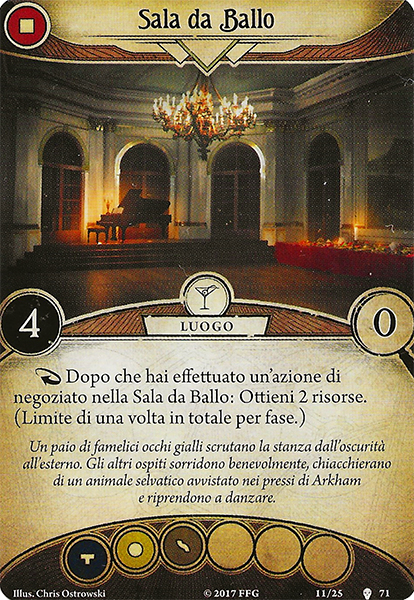 Sala da Ballo
4
LUOGO
0
Dopo che hai effettuato un'azione di
negoziato nella Sala da Ballo: Ottieni 2 risorse.
(Limite di una volta in totale per fase.)
Un paio di famelici occhi gialli scrutano la stanza dall'oscurità
all'esterno. Gli altri ospiti sorridono benevolmente, chiacchierano
di un animale selvatico avvistato nei pressi di Arkham
e riprendono a danzare.
Illus. Chris Ostrowski © 2017 FFG 11/25 71